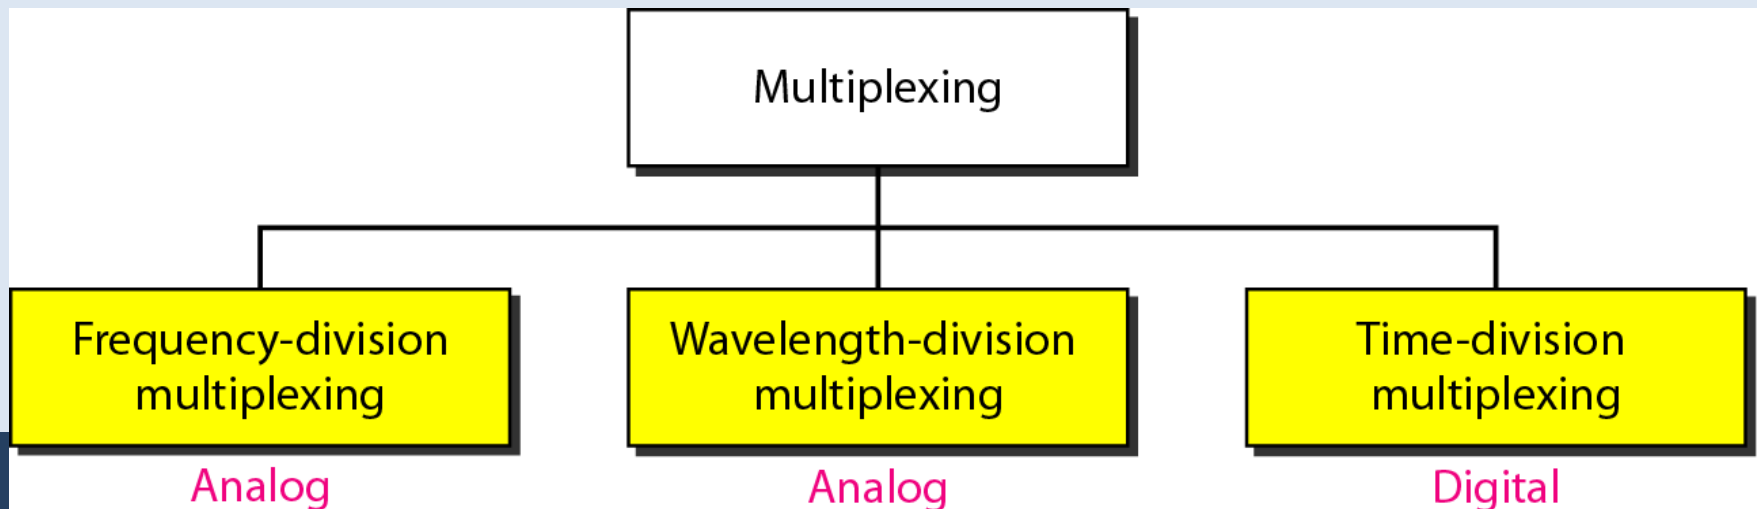 Multiplexing
Frequency-division
multiplexing
Wavelength-division
multiplexing
Time-division
multiplexing
Analog
Analog
Digital